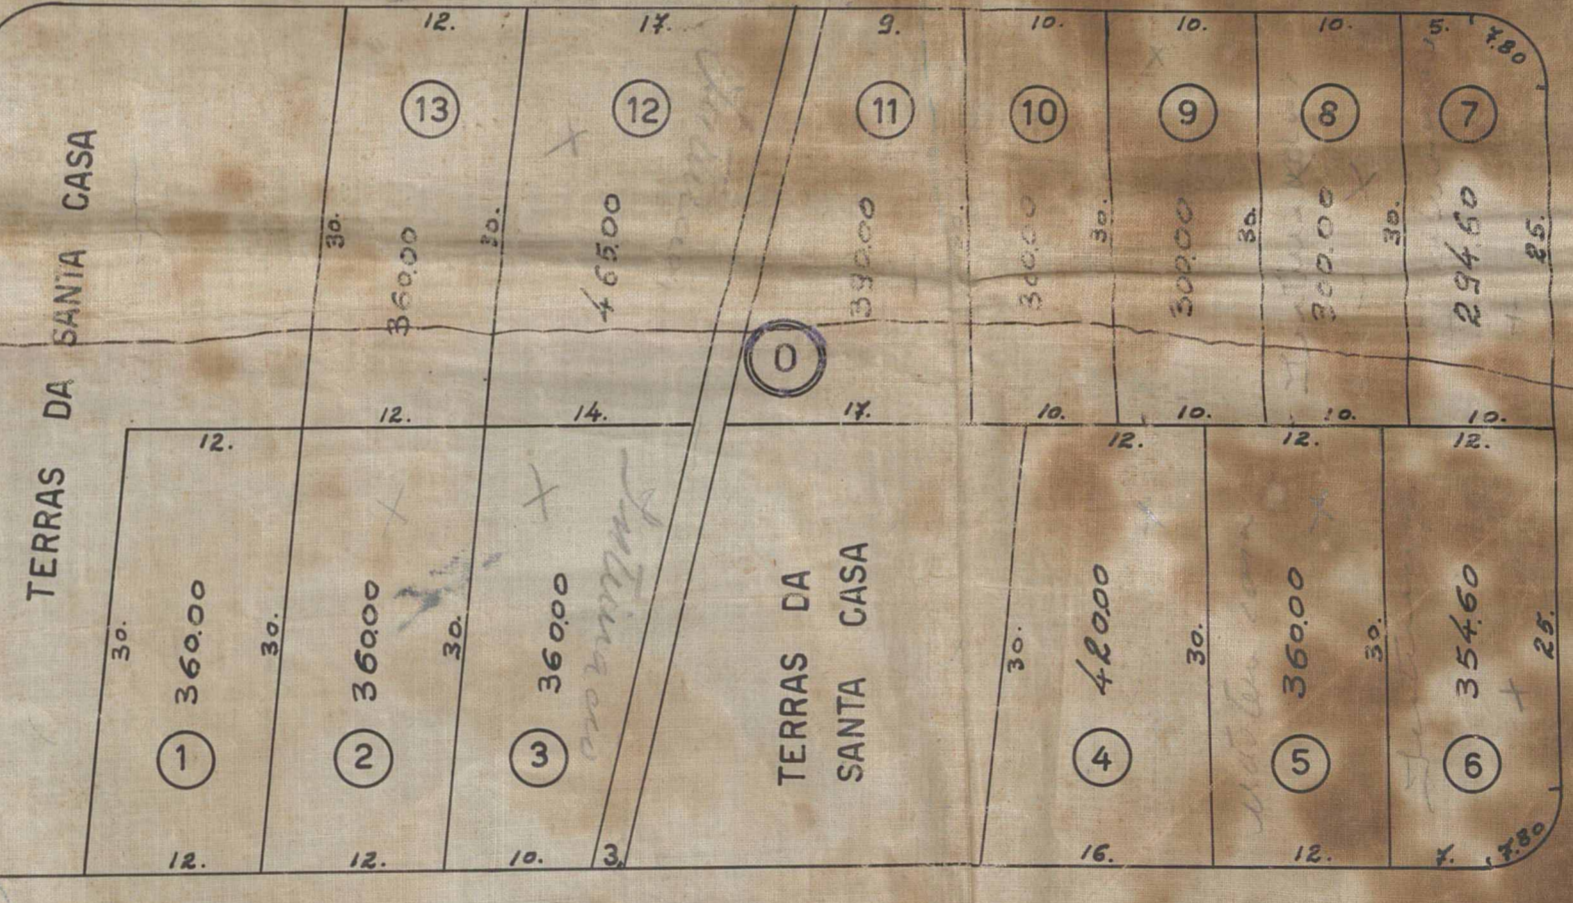 12. 17. 9. 10. 10. 10. 5. 7.80
13 12 11 10 9 8 7
TERRAS DA SANTA CASA
30. 30. 30. 30. 30. 25.
360.00 465.00 390.00 300.00 300.00 300.00 294.60
O
12. 14. 17. 10. 10. 10. 10.
12. 12. 12. 12.
30. 30. 30. 30. 30. 30. 25.
360.00 360.00 360.00 420.00 360.00 354.60
TERRAS DA
SANTA CASA
1 2 3 4 5 6
12. 12. 10. 3. 16. 12. 7. 7.80